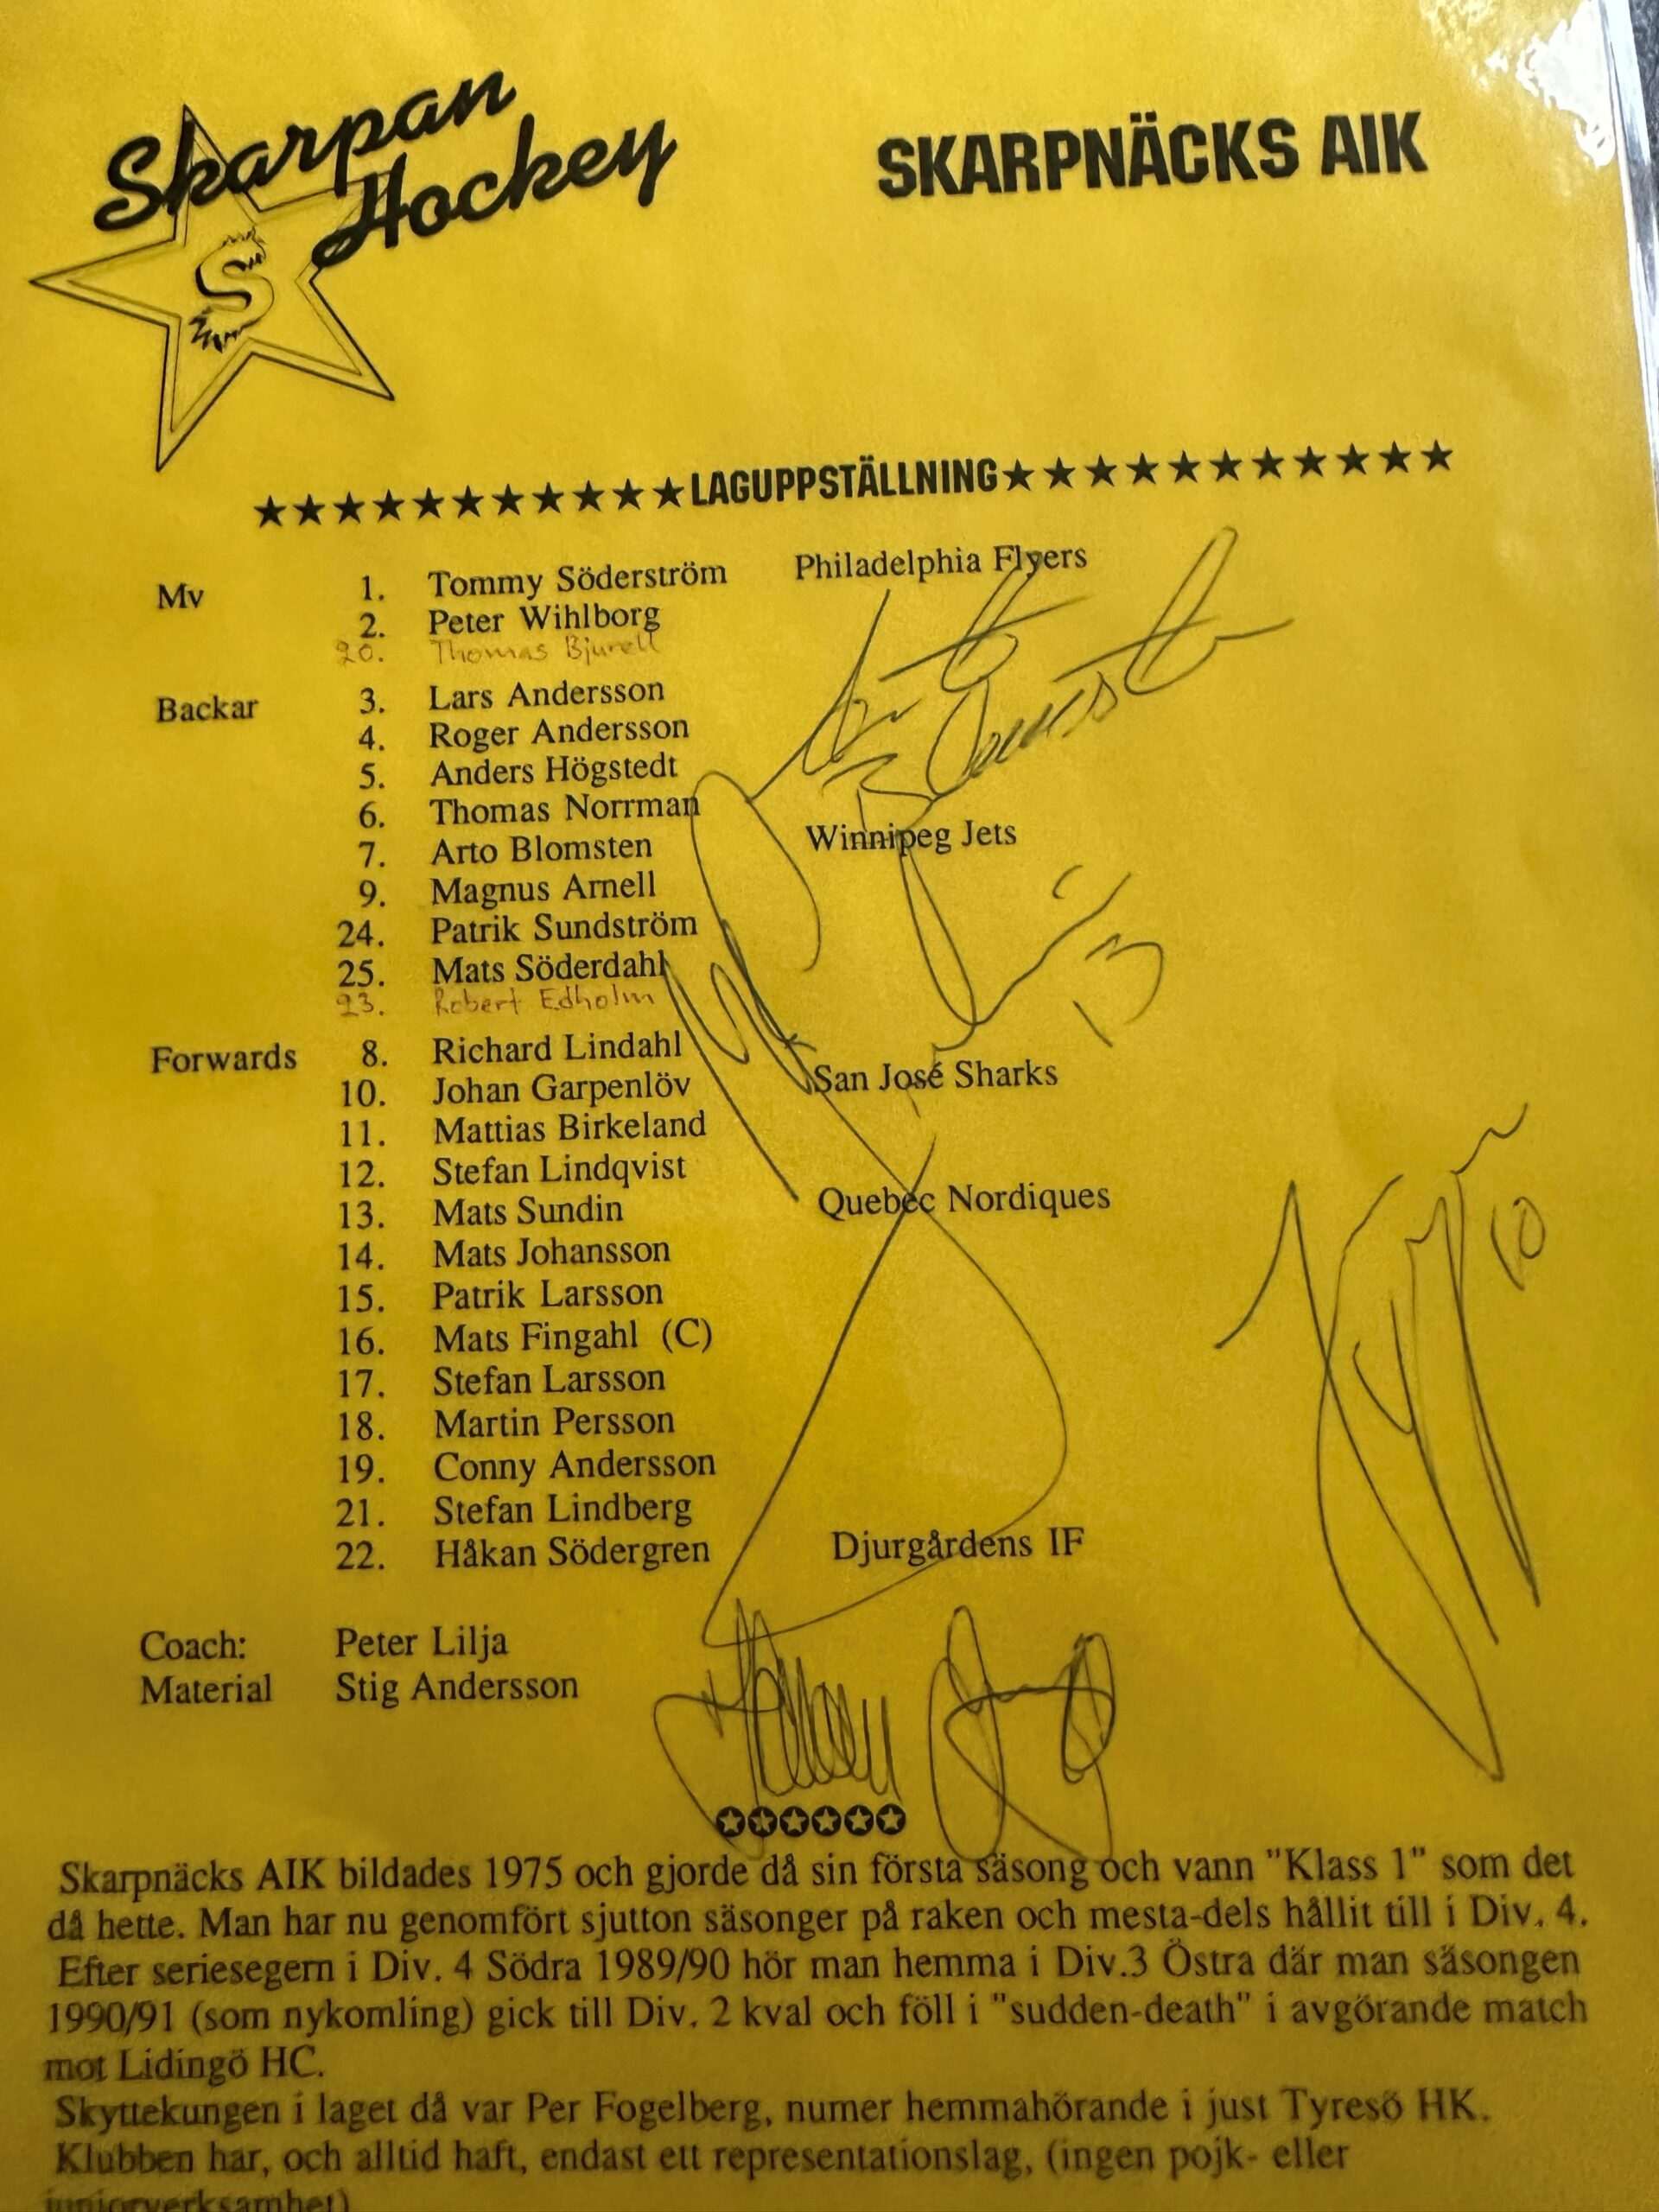 Skarpan
Hockey
SKARPNÄCKS AIK
S
★★★★★★★★★★★LAGUPPSTÄLLNING★★★★★★★★★★★
Mv 1. Tommy Söderström Philadelphia Flyers
2. Peter Wihlborg
20. Thomas Bjurell
Backar 3. Lars Andersson
4. Roger Andersson
5. Anders Högstedt
6. Thomas Norrman
7. Arto Blomsten Winnipeg Jets
9. Magnus Arnell
24. Patrik Sundström
25. Mats Söderdahl
23. Robert Edholm
13
Forwards 8. Richard Lindahl
10. Johan Garpenlöv San José Sharks
11. Mattias Birkeland
12. Stefan Lindqvist
13. Mats Sundin Quebec Nordiques
10
14. Mats Johansson
15. Patrik Larsson
16. Mats Fingahl (C)
17. Stefan Larsson
18. Martin Persson
19. Conny Andersson
21. Stefan Lindberg
22. Håkan Södergren Djurgårdens IF
Coach: Peter Lilja
Material Stig Andersson
✪✪✪✪✪✪
Skarpnäcks AIK bildades 1975 och gjorde då sin första säsong och vann "Klass 1" som det
då hette. Man har nu genomfört sjutton säsonger på raken och mesta-dels hållit till i Div. 4.
Efter seriesegern i Div. 4 Södra 1989/90 hör man hemma i Div.3 Östra där man säsongen
1990/91 (som nykomling) gick till Div. 2 kval och föll i "sudden-death" i avgörande match
mot Lidingö HC.
Skyttekungen i laget då var Per Fogelberg, numer hemmahörande i just Tyresö HK.
Klubben har, och alltid haft, endast ett representationslag, (ingen pojk- eller
juniorverksamhet)